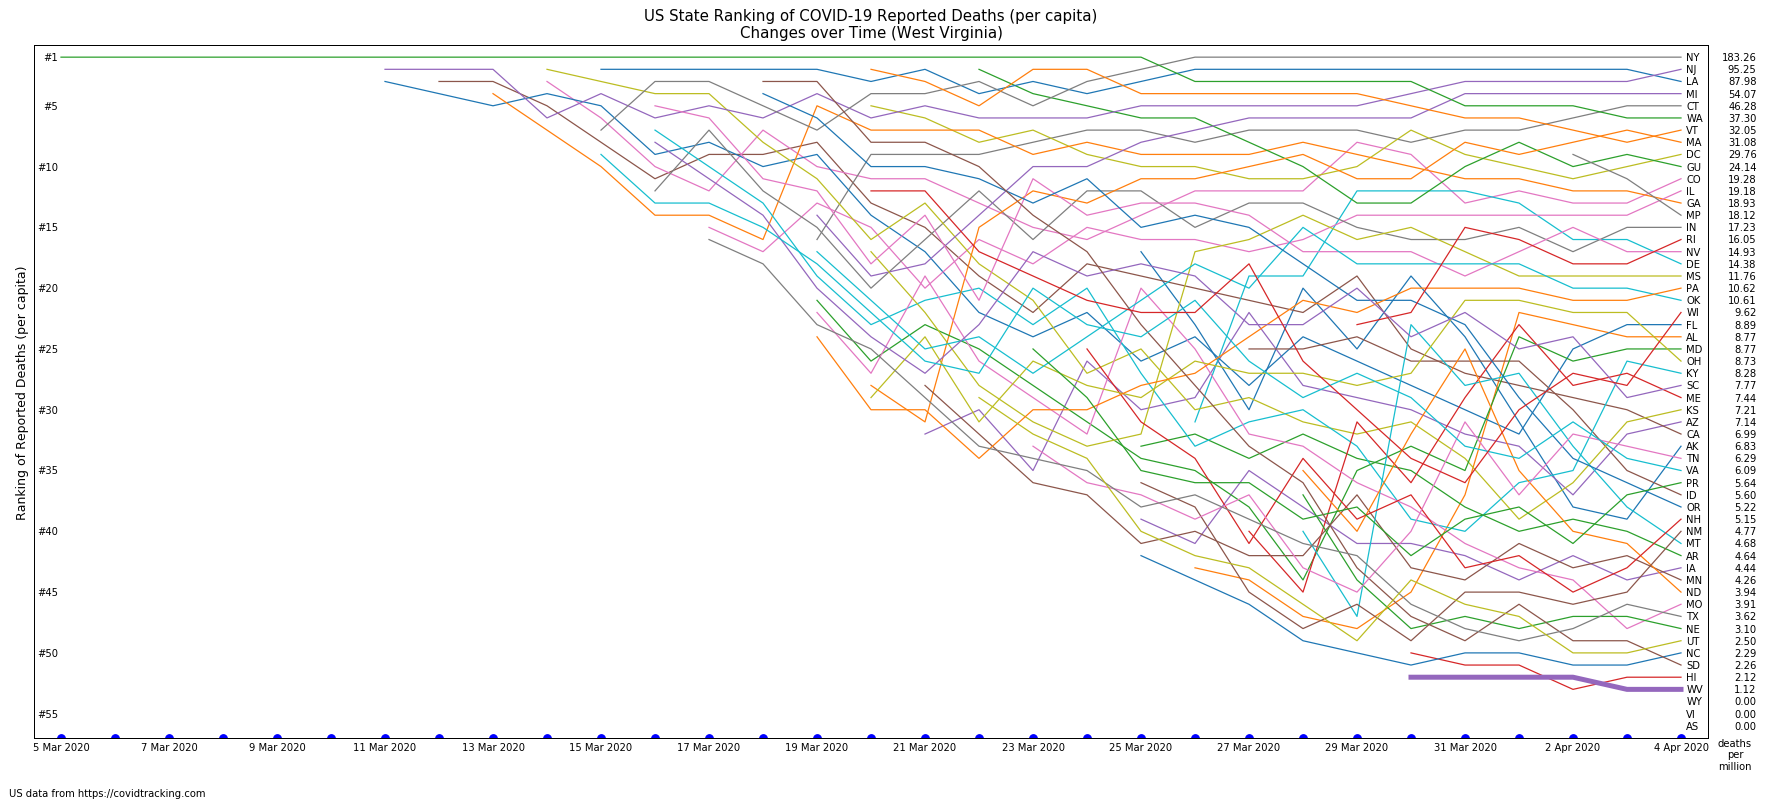 US State Ranking of COVID-19 Reported Deaths (per capita)
Changes over Time (West Virginia)
Ranking of Reported Deaths (per capita)
#1
#5
#10
#15
#20
#25
#30
#35
#40
#45
#50
#55
NY 183.26
NJ 95.25
LA 87.98
MI 54.07
CT 46.28
WA 37.30
VT 32.05
MA 31.08
DC 29.76
GU 24.14
CO 19.28
IL 19.18
GA 18.93
MP 18.12
IN 17.23
RI 16.05
NV 14.93
DE 14.38
MS 11.76
PA 10.62
OK 10.61
WI 9.62
FL 8.89
AL 8.77
MD 8.77
OH 8.73
KY 8.28
SC 7.77
ME 7.44
KS 7.21
AZ 7.14
CA 6.99
AK 6.83
TN 6.29
VA 6.09
PR 5.64
ID 5.60
OR 5.22
NH 5.15
NM 4.77
MT 4.68
AR 4.64
IA 4.44
MN 4.26
ND 3.94
MO 3.91
TX 3.62
NE 3.10
UT 2.50
NC 2.29
SD 2.26
HI 2.12
WV 1.12
WY 0.00
VI 0.00
AS 0.00
5 Mar 2020 7 Mar 2020 9 Mar 2020 11 Mar 2020 13 Mar 2020 15 Mar 2020 17 Mar 2020 19 Mar 2020 21 Mar 2020 23 Mar 2020 25 Mar 2020 27 Mar 2020 29 Mar 2020 31 Mar 2020 2 Apr 2020 4 Apr 2020
deaths
per
million
US data from https://covidtracking.com